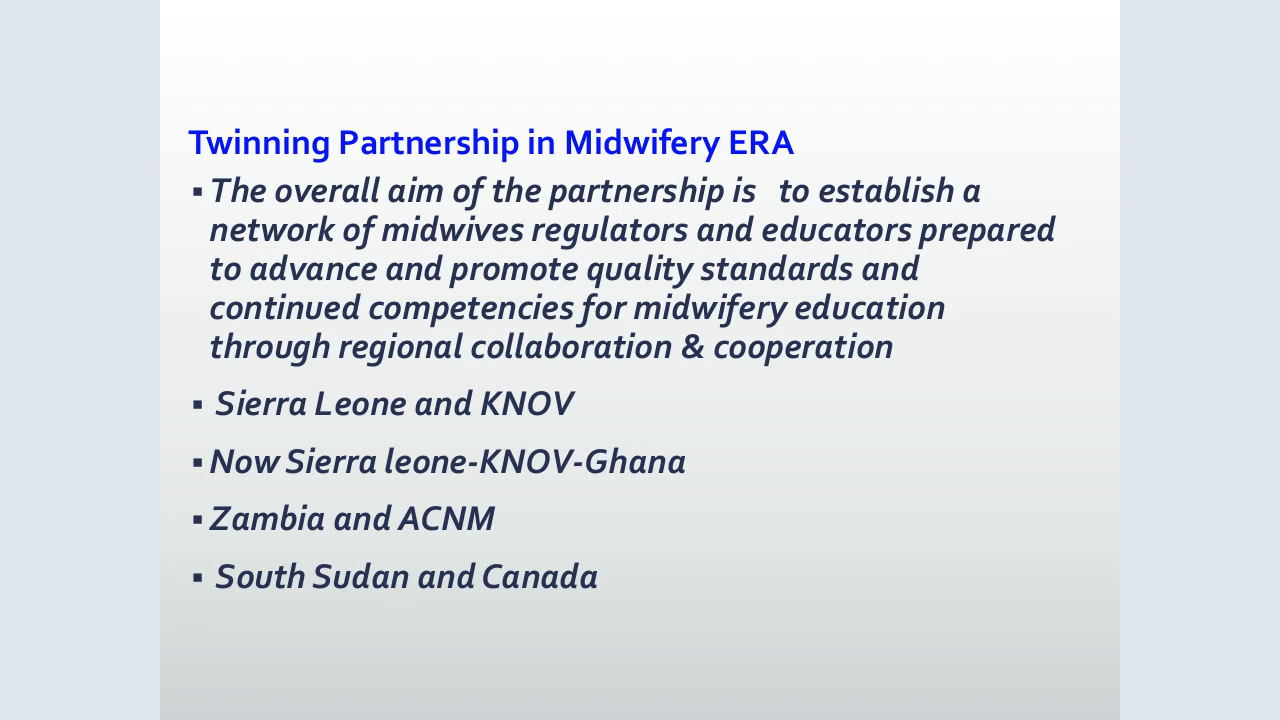 Twinning Partnership in Midwifery ERA
▪ The overall aim of the partnership is to establish a
network of midwives regulators and educators prepared
to advance and promote quality standards and
continued competencies for midwifery education
through regional collaboration & cooperation
▪ Sierra Leone and KNOV
▪ Now Sierra leone-KNOV-Ghana
▪ Zambia and ACNM
▪ South Sudan and Canada